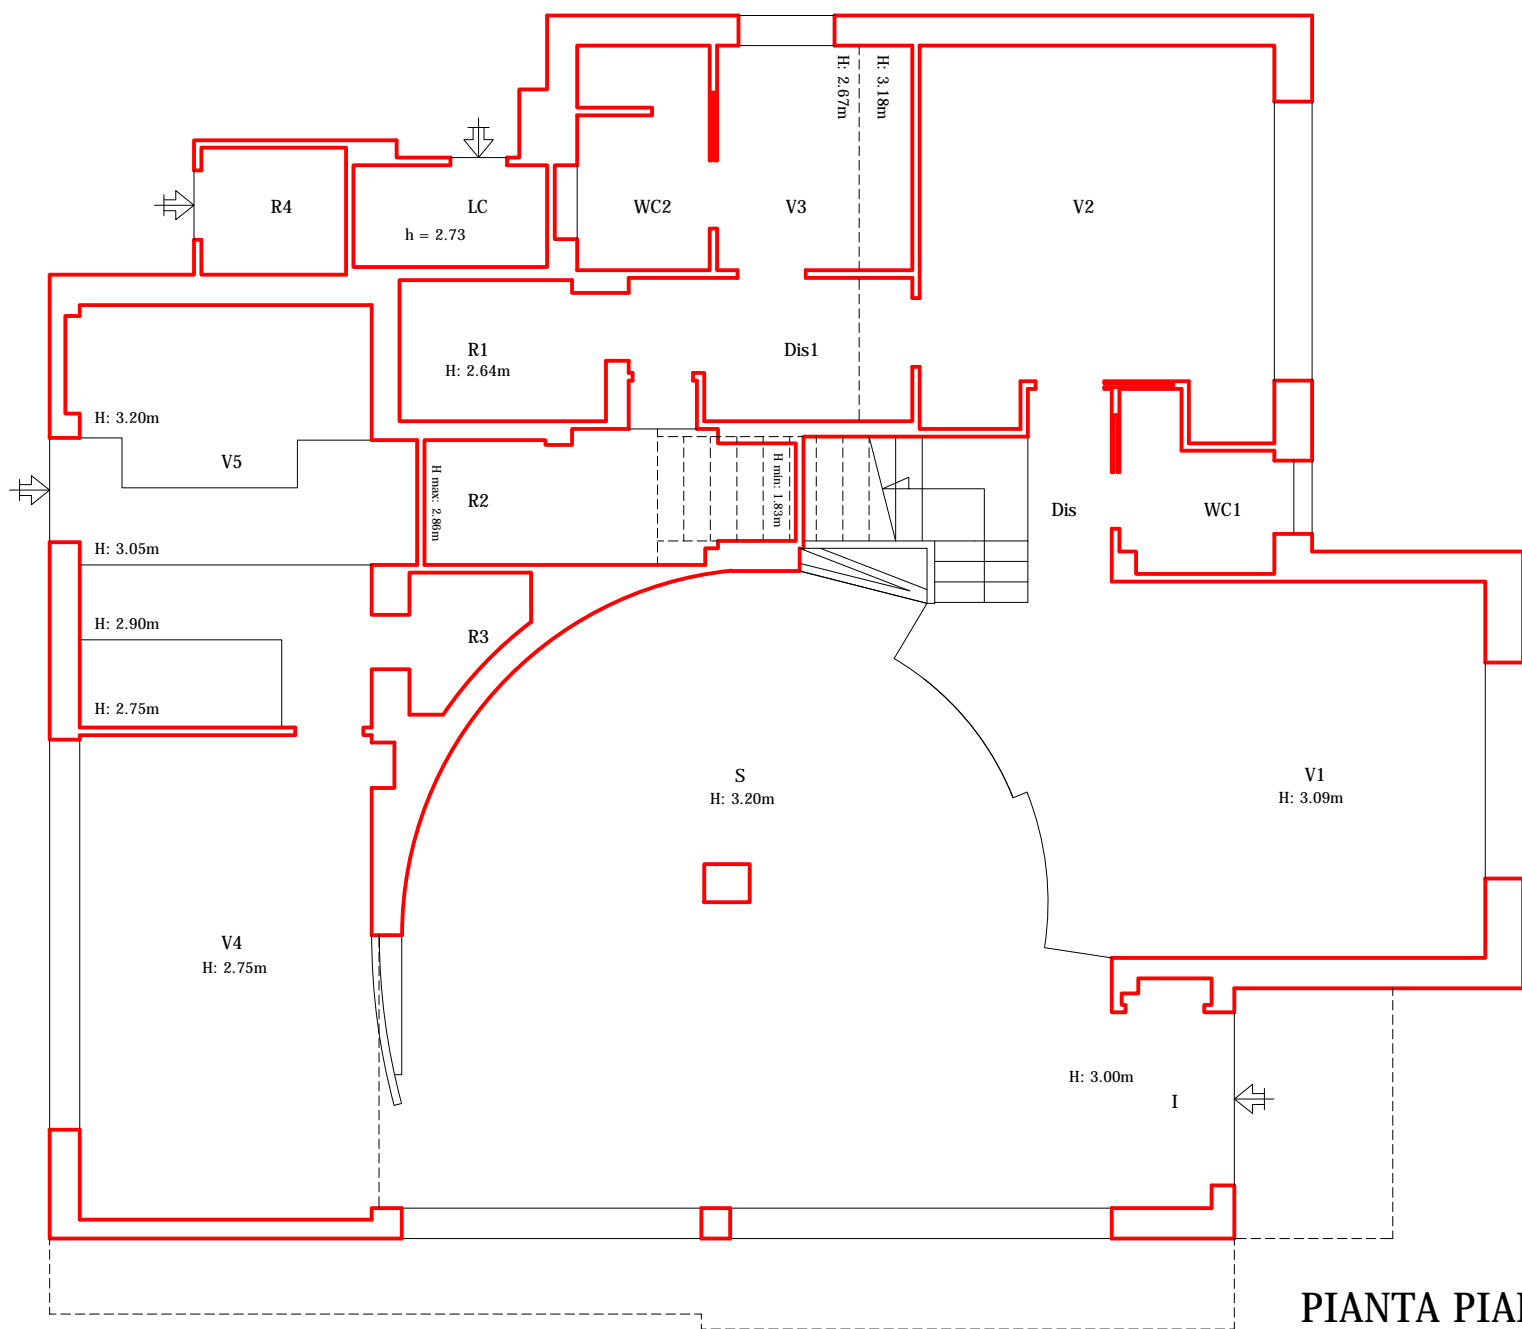 H: 2.67m
H: 3.18m
R4
LC
h = 2.73
WC2
V3
V2
R1
H: 2.64m
Dis1
H: 3.20m
V5
H max: 2.86m
R2
H min: 1.83m
Dis
WC1
H: 3.05m
H: 2.90m
R3
H: 2.75m
S
H: 3.20m
V1
H: 3.09m
V4
H: 2.75m
H: 3.00m
I
PIANTA